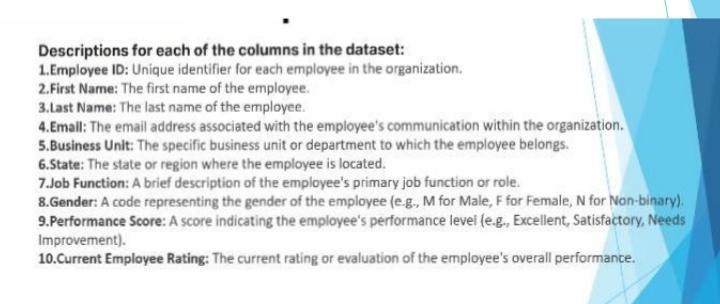 Descriptions for each of the columns in the dataset:
1.Employee ID: Unique identifier for each employee in the organization.
2.First Name: The first name of the employee.
3.Last Name: The last name of the employee.
4.Email: The email address associated with the employee's communication within the organization.
5.Business Unit: The specific business unit or department to which the employee belongs.
6.State: The state or region where the employee is located.
7.Job Function: A brief description of the employee's primary job function or role.
8.Gender: A code representing the gender of the employee (e.g., M for Male, F for Female, N for Non-binary).
9.Performance Score: A score indicating the employee's performance level (e.g., Excellent, Satisfactory, Needs
Improvement).
10.Current Employee Rating: The current rating or evaluation of the employee's overall performance.